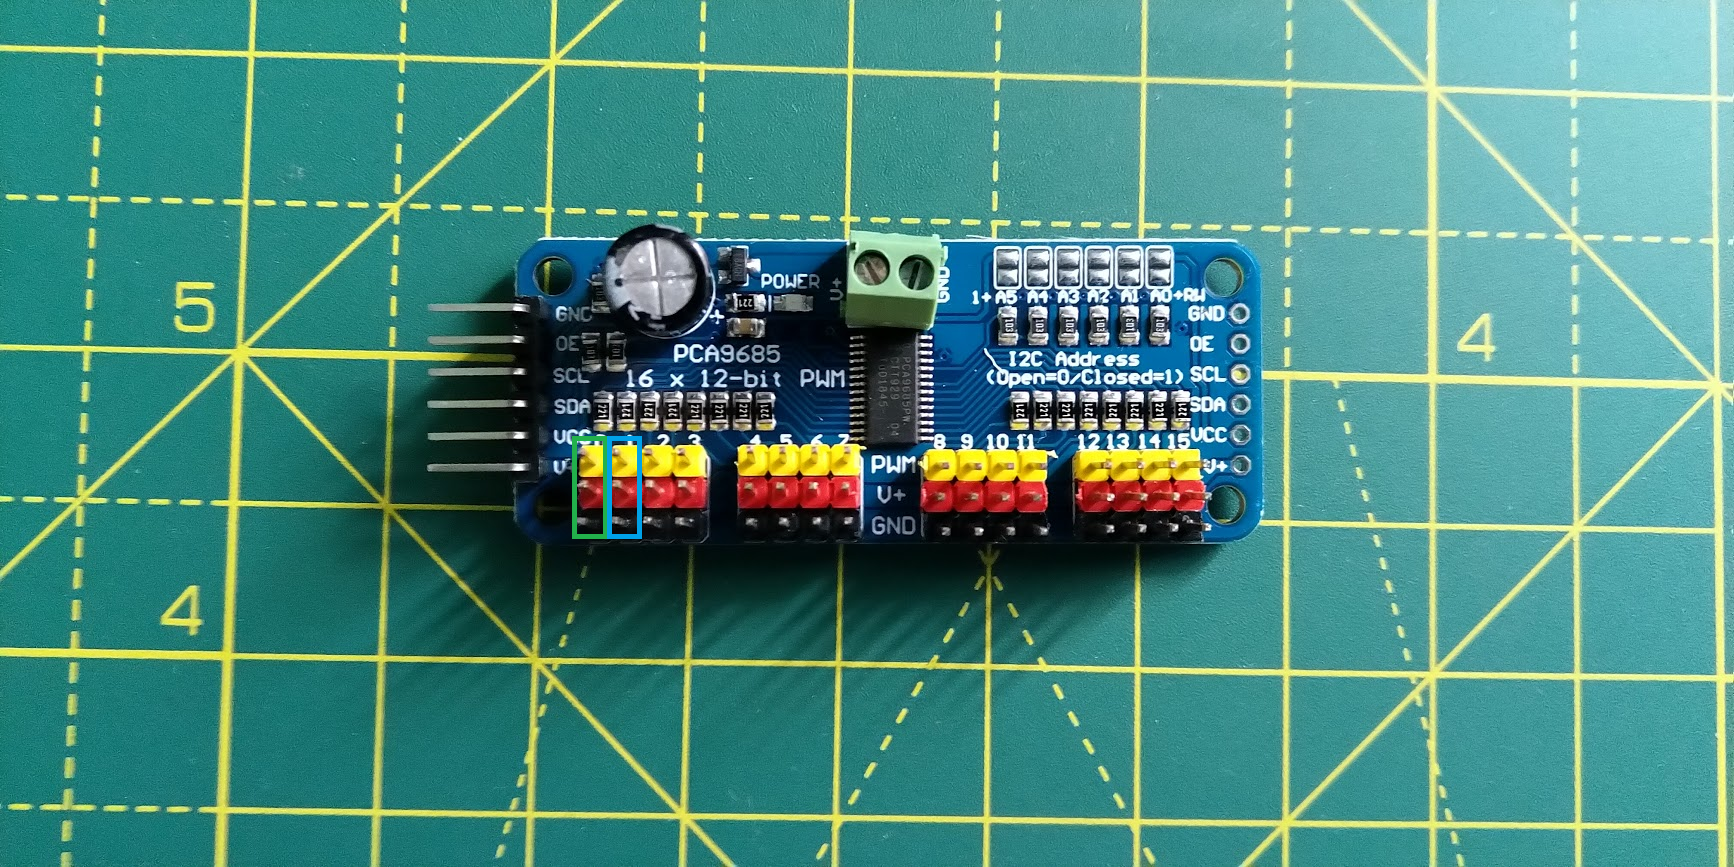 5
4
4
POWER
V+
GND
1+ A5 A4 A3 A2 A1 A0 +RW
GND
OE
SCL
SDA
VCC
V+
GND
OE
SCL
SDA
VCC
PCA9685
16 x 12-bit PWM
I2C Address
(Open=0/Closed=1)
PCA9685PW
1 2 3
4 5 6 7
8 9 10 11
12 13 14 15
PWM
V+
GND